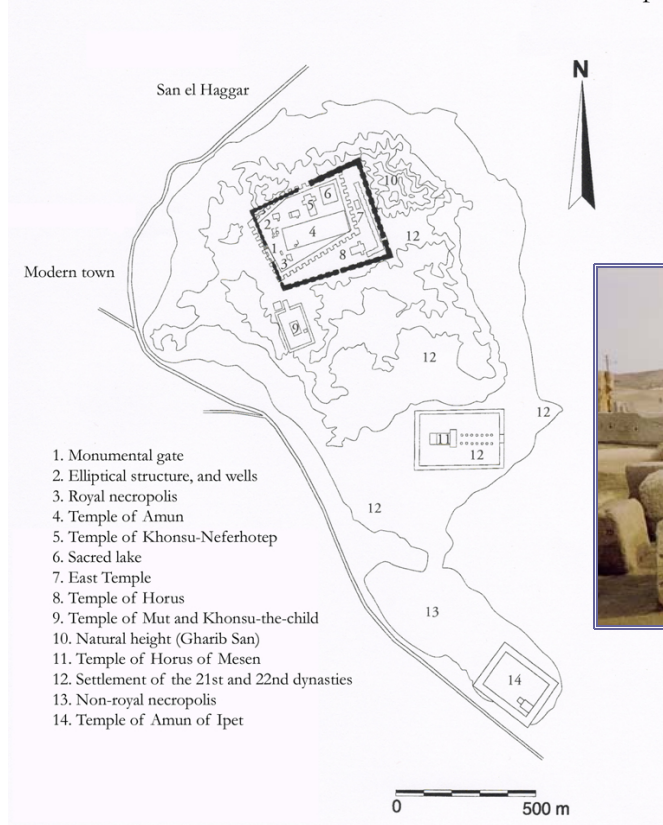 San el Haggar
N
10
6
5
2
7
4
12
1
8
3
Modern town
9
12
12
11
12
1. Monumental gate
2. Elliptical structure, and wells
3. Royal necropolis
12
4. Temple of Amun
5. Temple of Khonsu-Neferhotep
6. Sacred lake
7. East Temple
8. Temple of Horus
13
9. Temple of Mut and Khonsu-the-child
10. Natural height (Gharib San)
11. Temple of Horus of Mesen
12. Settlement of the 21st and 22nd dynasties
14
13. Non-royal necropolis
14. Temple of Amun of Ipet
0 500 m